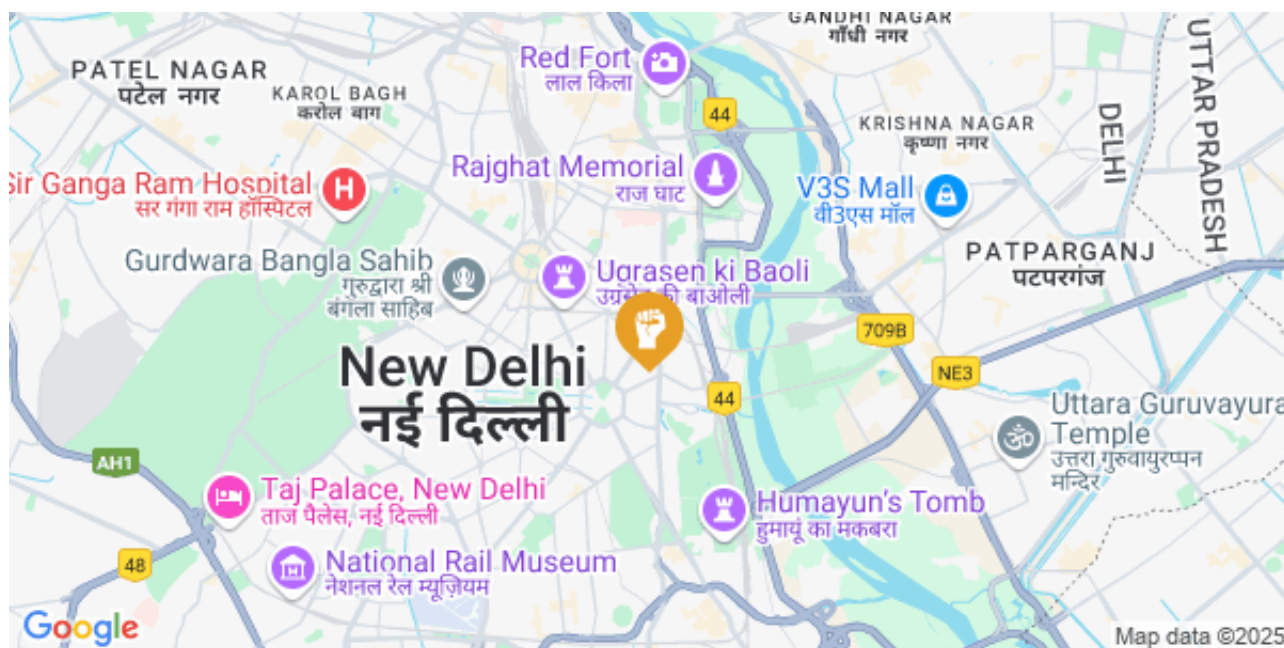 GANDHI NAGAR
गाँधी नगर
Red Fort
लाल किला
PATEL NAGAR
पटेल नगर
KAROL BAGH
करोल बाग
44
KRISHNA NAGAR
कृष्णा नगर
DELHI
UTTAR PRADESH
Sir Ganga Ram Hospital
सर गंगा राम हॉस्पिटल
H
Rajghat Memorial
राज घाट
V3S Mall
वी3एस मॉल
Gurdwara Bangla Sahib
गुरुद्वारा श्री
बंगला साहिब
Ugrasen ki Baoli
उग्रसेन की बाओली
PATPARGANJ
पटपरगंज
709B
New Delhi
नई दिल्ली
NE3
44
Uttara Guruvayura
Temple
उत्तरा गुरुवायुरप्पन
मन्दिर
AH1
Taj Palace, New Delhi
ताज पैलेस, नई दिल्ली
Humayun's Tomb
हुमायूं का मकबरा
48
National Rail Museum
नेशनल रेल म्यूज़ियम
Google
Map data ©2025